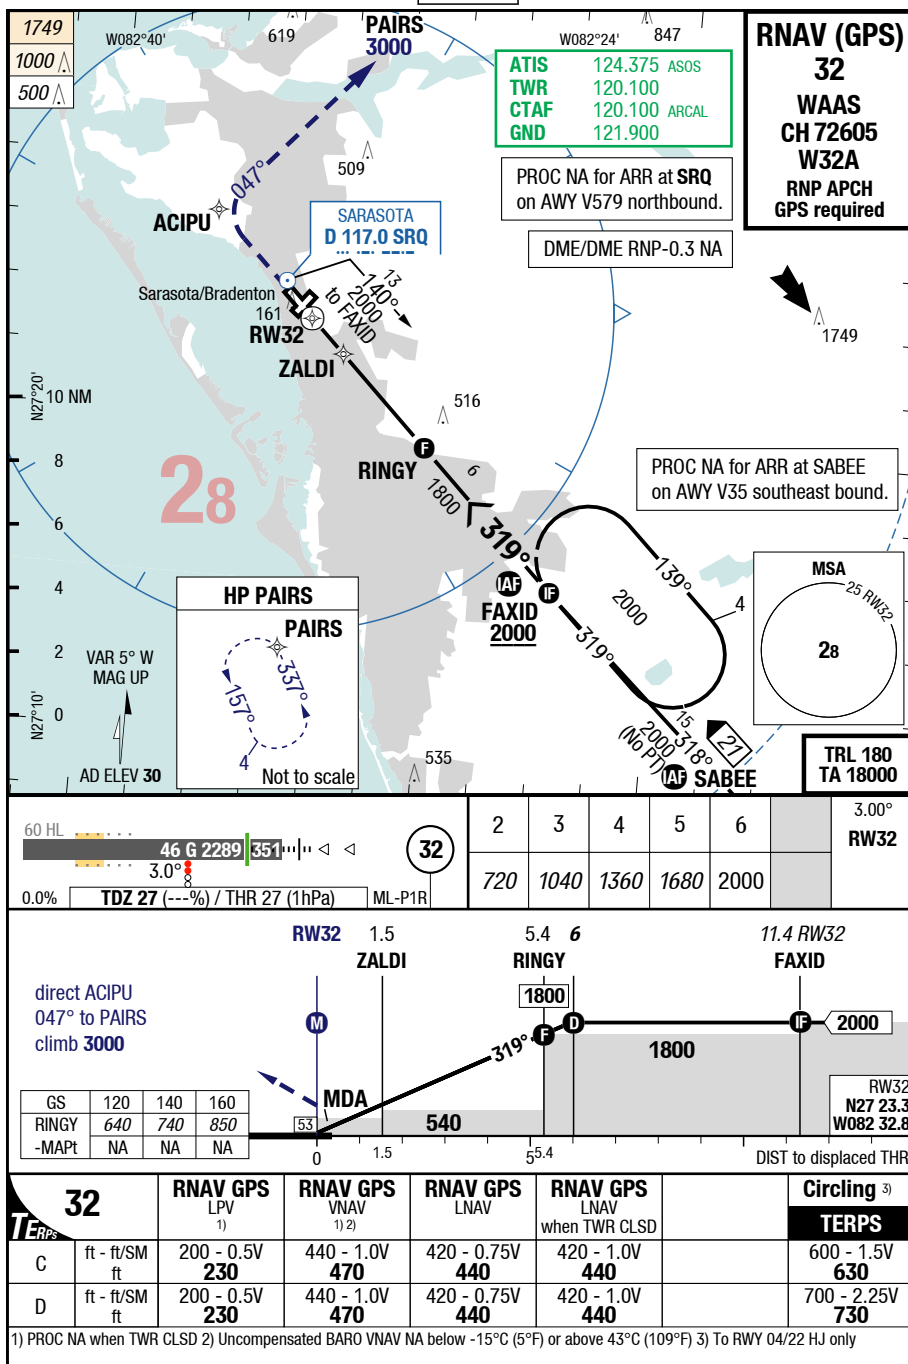 1749
1000
500
W082°40'
619
PAIRS
3000
W082°24'
847
RNAV (GPS)
32
WAAS
CH 72605
W32A
RNP APCH
GPS required
ATIS 124.375 ASOS
TWR 120.100
CTAF 120.100 ARCAL
GND 121.900
509
047°
PROC NA for ARR at SRQ
on AWY V579 northbound.
ACIPU
SARASOTA
D 117.0 SRQ
DME/DME RNP-0.3 NA
13
140°
2000
to FAXID
Sarasota/Bradenton
161
RW32
1749
ZALDI
N27°20'
10 NM
516
F
RINGY
6
1800
8
28
PROC NA for ARR at SABEE
on AWY V35 southeast bound.
6
319°
139°
4
IAF
IF
FAXID
2000
2000
4
HP PAIRS
PAIRS
337°
157°
4
Not to scale
MSA
25 RW32
28
319°
2
VAR 5° W
MAG UP
N27°10'
0
15
2000
(No PT)
318°
21
IAF SABEE
535
AD ELEV 30
TRL 180
TA 18000
60 HL
46 G 2289 351
3.0°
0.0%
TDZ 27 (---%) / THR 27 (1hPa)
ML-P1R
32
2 3 4 5 6
720 1040 1360 1680 2000
3.00°
RW32
RW32 1.5 5.4 6 11.4 RW32
ZALDI RINGY FAXID
direct ACIPU
047° to PAIRS
climb 3000
1800
M
F
D
IF
2000
319°
1800
MDA
53
540
RW32
N27 23.3
W082 32.8
GS 120 140 160
RINGY 640 740 850
-MAPt NA NA NA
0 1.5 5 5.4 DIST to displaced THR
TERPs
32
RNAV GPS LPV 1)
RNAV GPS VNAV 1) 2)
RNAV GPS LNAV
RNAV GPS LNAV when TWR CLSD
Circling 3)
TERPS
C ft - ft/SM 200 - 0.5V 440 - 1.0V 420 - 0.75V 420 - 1.0V 600 - 1.5V
ft 230 470 440 440 630
D ft - ft/SM 200 - 0.5V 440 - 1.0V 420 - 0.75V 420 - 1.0V 700 - 2.25V
ft 230 470 440 440 730
1) PROC NA when TWR CLSD 2) Uncompensated BARO VNAV NA below -15°C (5°F) or above 43°C (109°F) 3) To RWY 04/22 HJ only